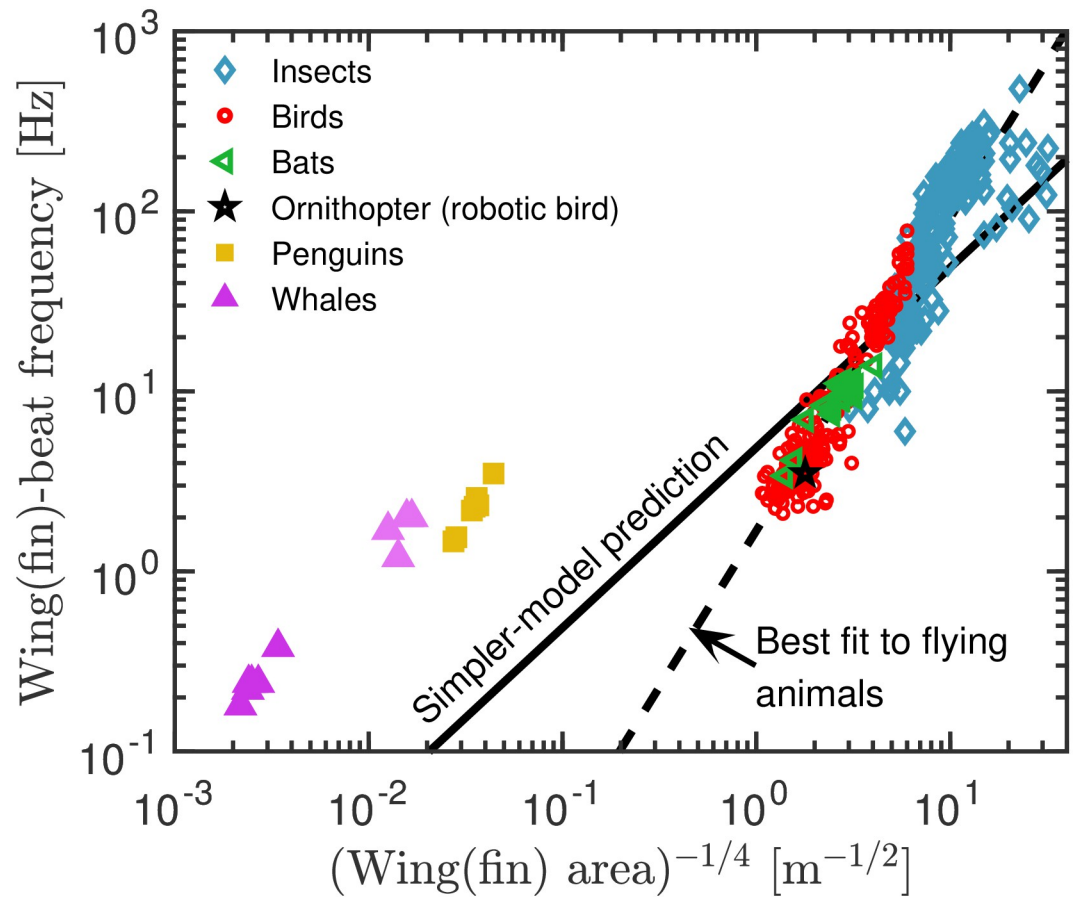 10^3
10^2
10^1
10^0
10^-1
Wing(fin)-beat frequency [Hz]
Insects
Birds
Bats
Ornithopter (robotic bird)
Penguins
Whales
Simpler-model prediction
Best fit to flying
animals
10^-3
10^-2
10^-1
10^0
10^1
(Wing(fin) area)^−1/4 [m^−1/2]